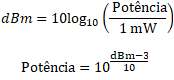 dBm = 10log₁₀ (Potência / 1 mW)
Potência = 10^((dBm−3)/10)